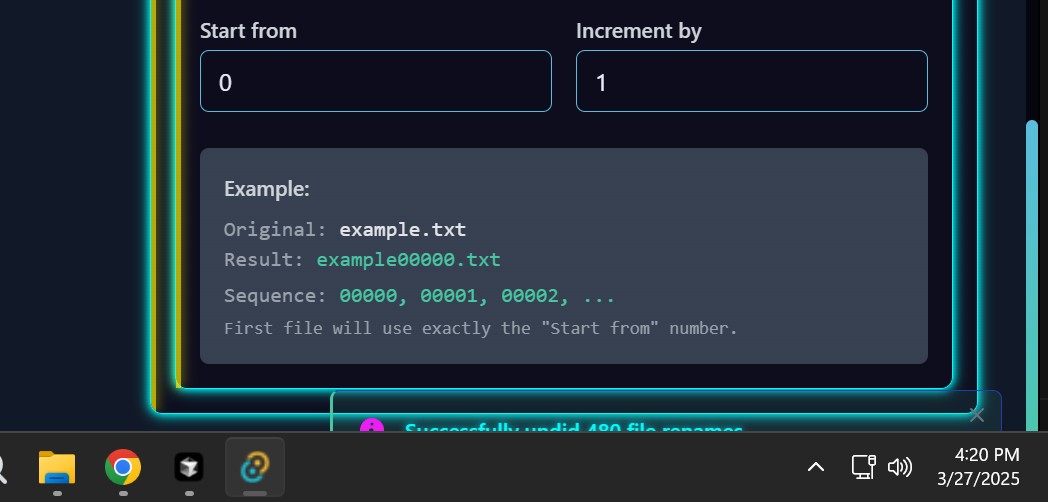 Start from
Increment by
0
1
Example:
Original: example.txt
Result: example00000.txt
Sequence: 00000, 00001, 00002, ...
First file will use exactly the "Start from" number.
Successfully undid 480 file renames
4:20 PM
3/27/2025